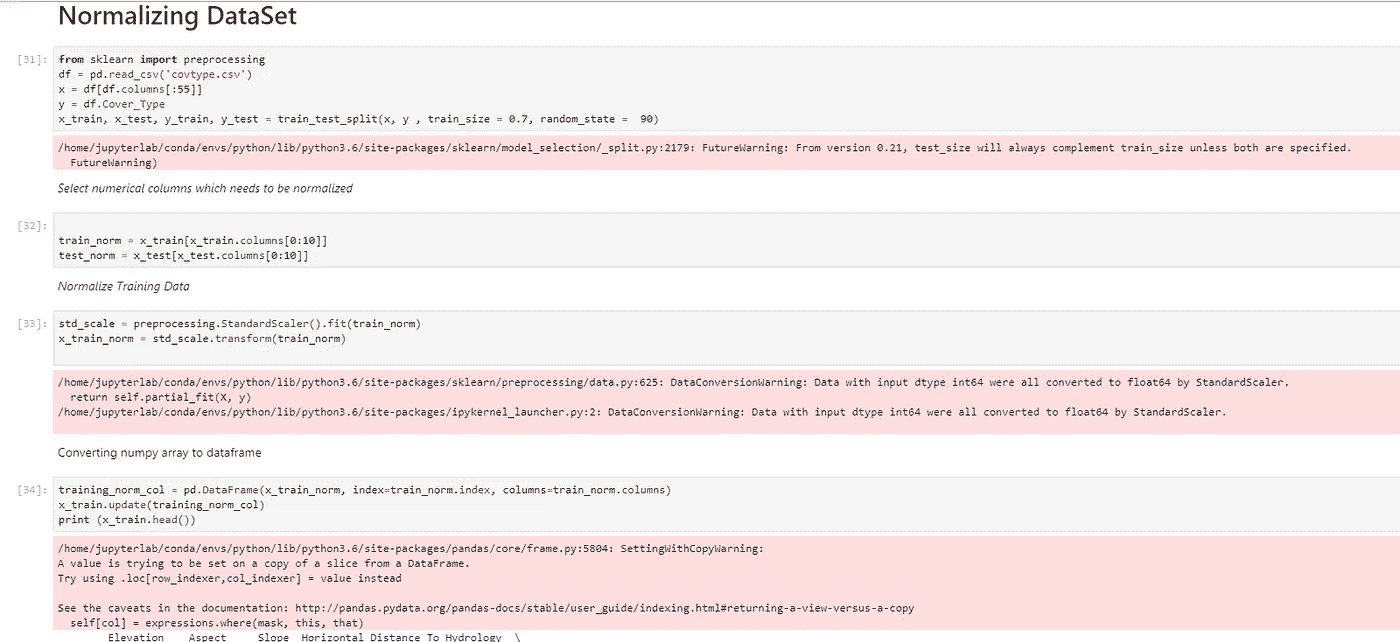 Normalizing DataSet
[31]:
from sklearn import preprocessing
df = pd.read_csv('covtype.csv')
x = df[df.columns[:55]]
y = df.Cover_Type
x_train, x_test, y_train, y_test = train_test_split(x, y , train_size = 0.7, random_state =  90)
/home/jupyterlab/conda/envs/python/lib/python3.6/site-packages/sklearn/model_selection/_split.py:2179: FutureWarning: From version 0.21, test_size will always complement train_size unless both are specified.
  FutureWarning)
Select numerical columns which needs to be normalized
[32]:
train_norm = x_train[x_train.columns[0:10]]
test_norm = x_test[x_test.columns[0:10]]
Normalize Training Data
[33]:
std_scale = preprocessing.StandardScaler().fit(train_norm)
x_train_norm = std_scale.transform(train_norm)
/home/jupyterlab/conda/envs/python/lib/python3.6/site-packages/sklearn/preprocessing/data.py:625: DataConversionWarning: Data with input dtype int64 were all converted to float64 by StandardScaler.
  return self.partial_fit(X, y)
/home/jupyterlab/conda/envs/python/lib/python3.6/site-packages/ipykernel_launcher.py:2: DataConversionWarning: Data with input dtype int64 were all converted to float64 by StandardScaler.
Converting numpy array to dataframe
[34]:
training_norm_col = pd.DataFrame(x_train_norm, index=train_norm.index, columns=train_norm.columns)
x_train.update(training_norm_col)
print (x_train.head())
/home/jupyterlab/conda/envs/python/lib/python3.6/site-packages/pandas/core/frame.py:5804: SettingWithCopyWarning:
A value is trying to be set on a copy of a slice from a DataFrame.
Try using .loc[row_indexer,col_indexer] = value instead
See the caveats in the documentation: http://pandas.pydata.org/pandas-docs/stable/user_guide/indexing.html#returning-a-view-versus-a-copy
  self[col] = expressions.where(mask, this, that)
Elevation    Aspect     Slope  Horizontal_Distance_To_Hydrology  \